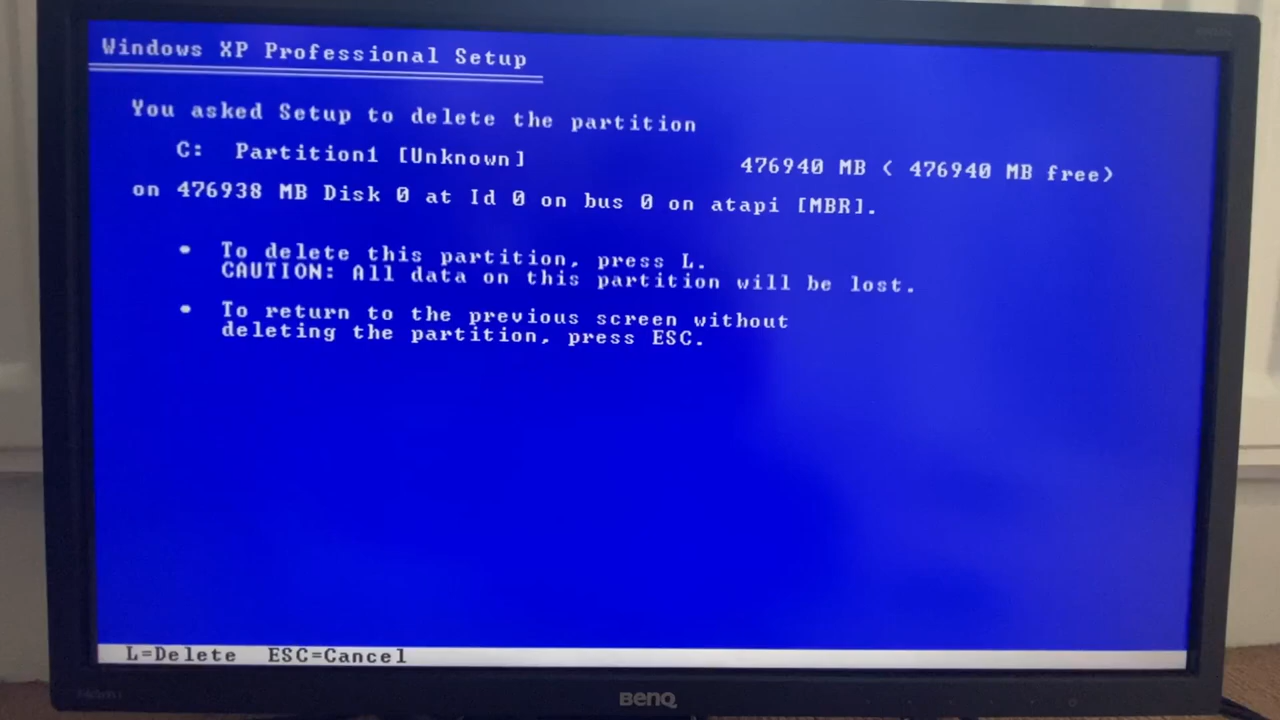 Windows XP Professional Setup
You asked Setup to delete the partition
C: Partition1 [Unknown] 476940 MB ( 476940 MB free)
on 476938 MB Disk 0 at Id 0 on bus 0 on atapi [MBR].
• To delete this partition, press L.
CAUTION: All data on this partition will be lost.
• To return to the previous screen without
deleting the partition, press ESC.
L=Delete ESC=Cancel
BenQ